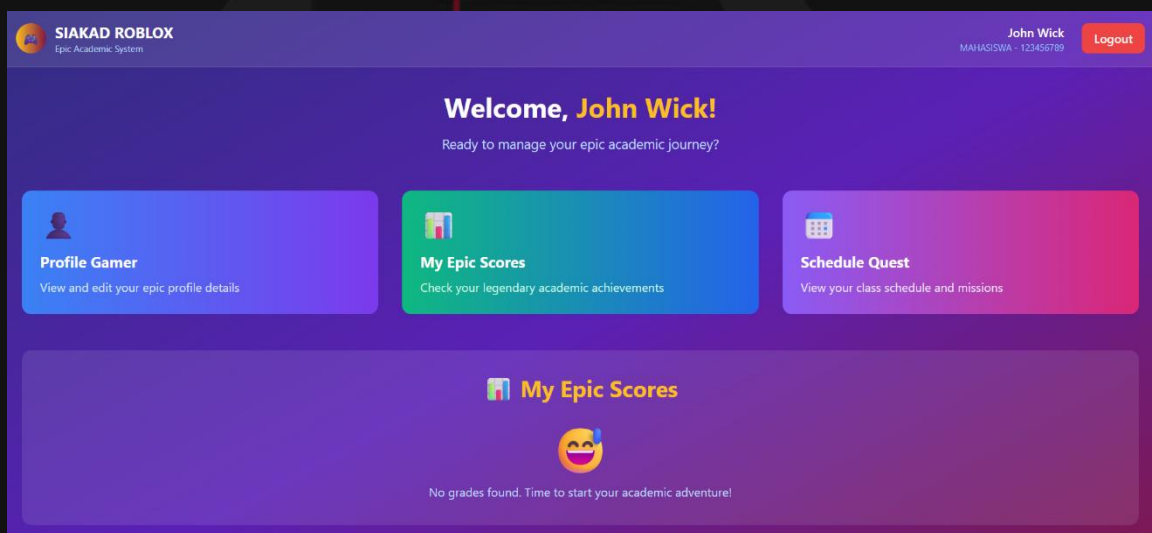 SIAKAD ROBLOX
Epic Academic System
John Wick
MAHASISWA - 123456789
Logout
Welcome, John Wick!
Ready to manage your epic academic journey?
Profile Gamer
View and edit your epic profile details
My Epic Scores
Check your legendary academic achievements
Schedule Quest
View your class schedule and missions
My Epic Scores
No grades found. Time to start your academic adventure!